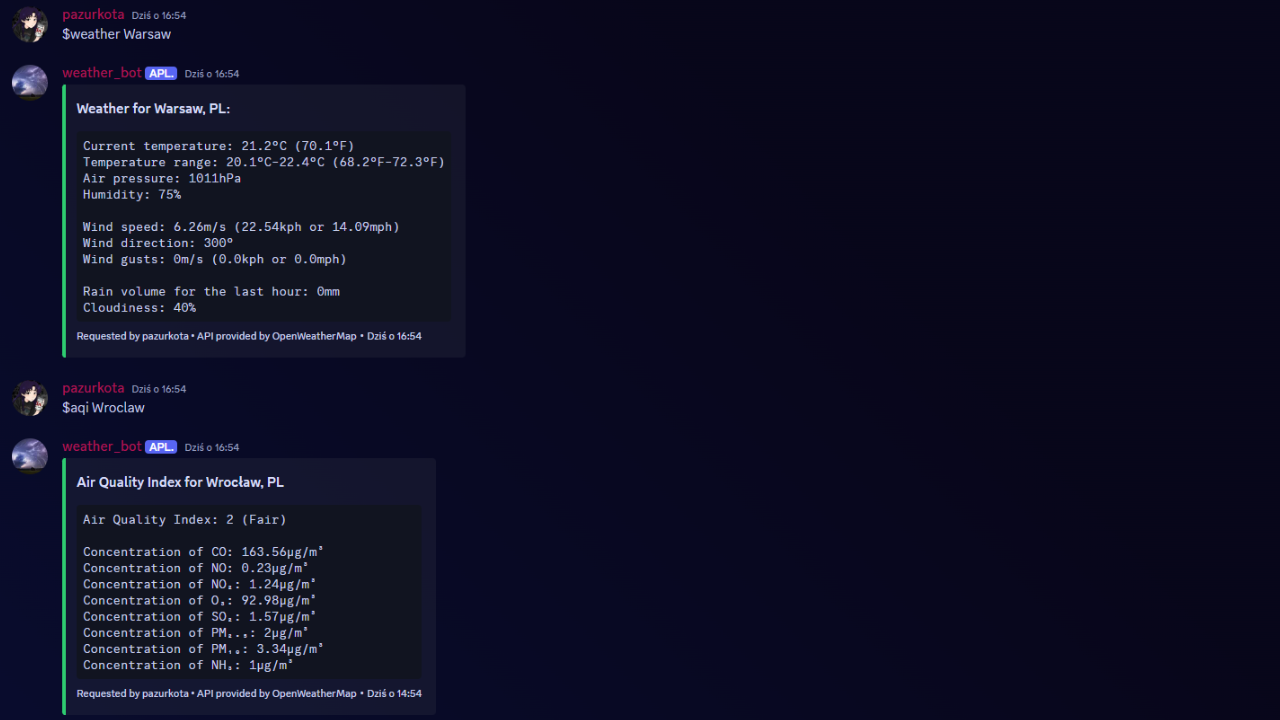 pazurkota Dziś o 16:54
$weather Warsaw
weather_bot APL. Dziś o 16:54
Weather for Warsaw, PL:
Current temperature: 21.2°C (70.1°F)
Temperature range: 20.1°C-22.4°C (68.2°F-72.3°F)
Air pressure: 1011hPa
Humidity: 75%
Wind speed: 6.26m/s (22.54kph or 14.09mph)
Wind direction: 300°
Wind gusts: 0m/s (0.0kph or 0.0mph)
Rain volume for the last hour: 0mm
Cloudiness: 40%
Requested by pazurkota • API provided by OpenWeatherMap • Dziś o 16:54
pazurkota Dziś o 16:54
$aqi Wroclaw
weather_bot APL. Dziś o 16:54
Air Quality Index for Wrocław, PL
Air Quality Index: 2 (Fair)
Concentration of CO: 163.56µg/m³
Concentration of NO: 0.23µg/m³
Concentration of NO₂: 1.24µg/m³
Concentration of O₃: 92.98µg/m³
Concentration of SO₂: 1.57µg/m³
Concentration of PM₂.₅: 2µg/m³
Concentration of PM₁₀: 3.34µg/m³
Concentration of NH₃: 1µg/m³
Requested by pazurkota • API provided by OpenWeatherMap • Dziś o 14:54